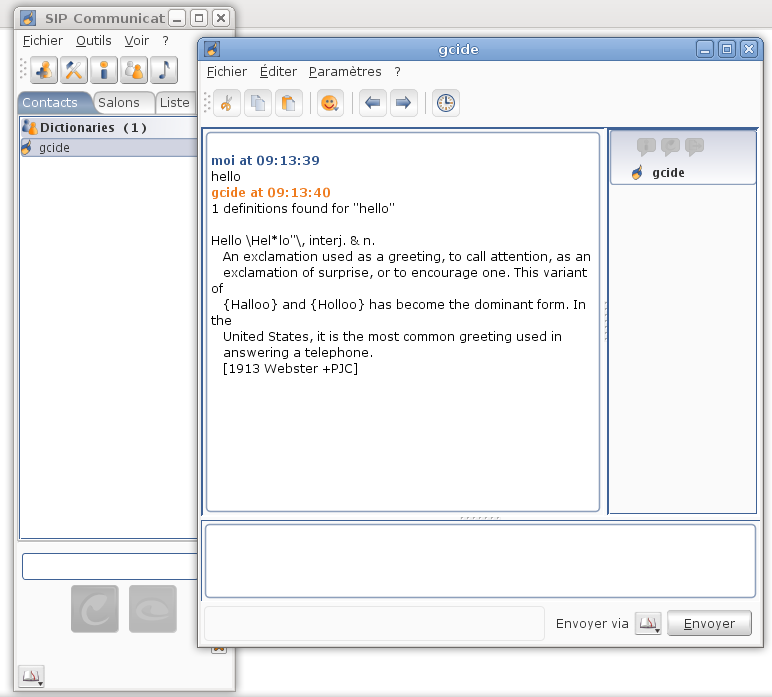 SIP Communicat
Fichier Outils Voir ?
Contacts Salons Liste
Dictionaries (1)
gcide
gcide
Fichier Éditer Paramètres ?
moi at 09:13:39
hello
gcide at 09:13:40
1 definitions found for "hello"
Hello \Hel*lo"\, interj. & n.
An exclamation used as a greeting, to call attention, as an
exclamation of surprise, or to encourage one. This variant
of
{Halloo} and {Holloo} has become the dominant form. In
the
United States, it is the most common greeting used in
answering a telephone.
[1913 Webster +PJC]
gcide
Envoyer via
Envoyer